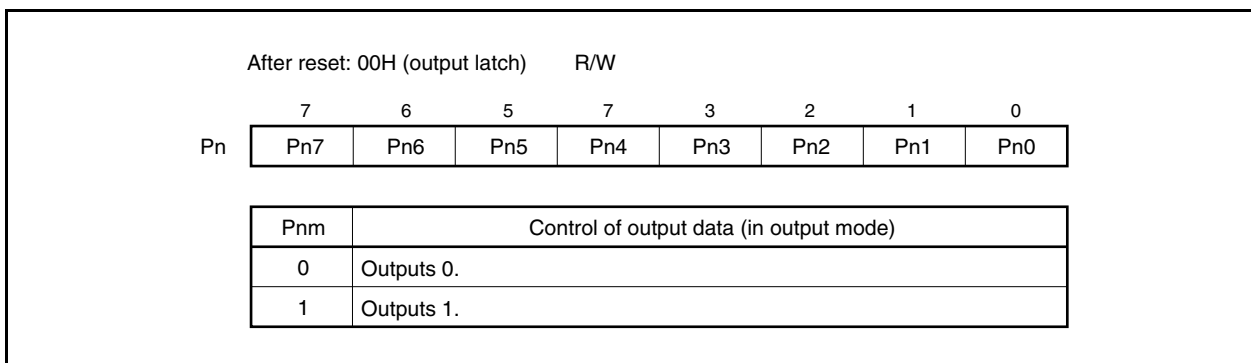 After reset: 00H (output latch) R/W
7 6 5 7 3 2 1 0
Pn Pn7 Pn6 Pn5 Pn4 Pn3 Pn2 Pn1 Pn0
Pnm Control of output data (in output mode)
0 Outputs 0.
1 Outputs 1.